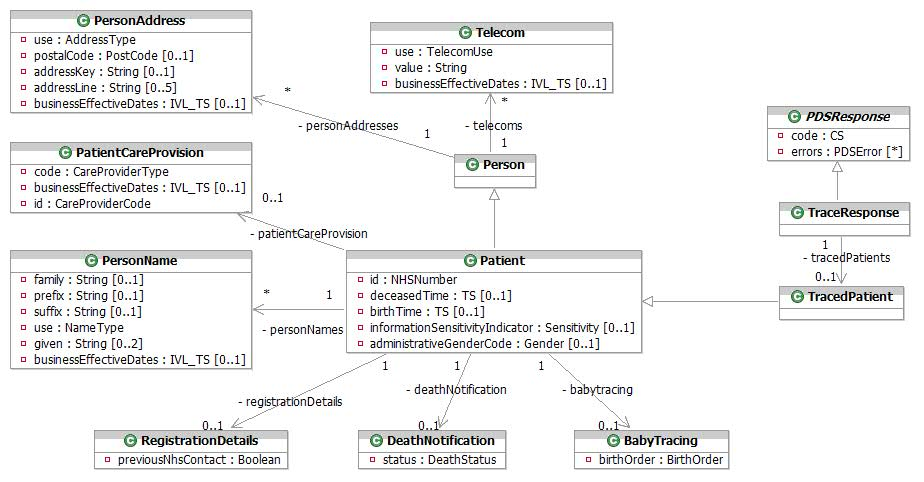 PersonAddress
use : AddressType
postalCode : PostCode [0..1]
addressKey : String [0..1]
addressLine : String [0..5]
businessEffectiveDates : IVL_TS [0..1]
Telecom
use : TelecomUse
value : String
businessEffectiveDates : IVL_TS [0..1]
*
- personAddresses
1
*
- telecoms
1
PDSResponse
code : CS
errors : PDSError [*]
PatientCareProvision
code : CareProviderType
businessEffectiveDates : IVL_TS [0..1]
id : CareProviderCode
0..1
- patientCareProvision
Person
TraceResponse
1
- tracedPatients
0..1
TracedPatient
PersonName
family : String [0..1]
prefix : String [0..1]
suffix : String [0..1]
use : NameType
given : String [0..2]
businessEffectiveDates : IVL_TS [0..1]
*
1
- personNames
Patient
id : NHSNumber
deceasedTime : TS [0..1]
birthTime : TS [0..1]
informationSensitivityIndicator : Sensitivity [0..1]
administrativeGenderCode : Gender [0..1]
1
- registrationDetails
0..1
1
- deathNotification
0..1
1
- babytracing
0..1
RegistrationDetails
previousNhsContact : Boolean
DeathNotification
status : DeathStatus
BabyTracing
birthOrder : BirthOrder